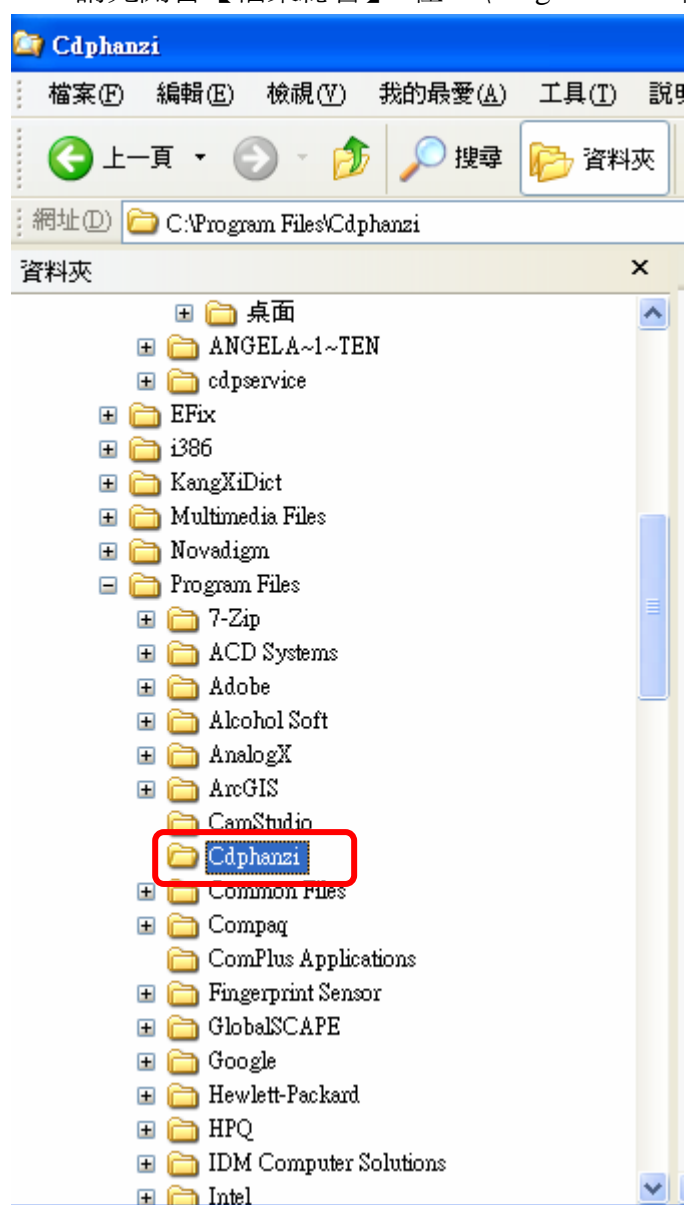 Cdphanzi
檔案(F) 編輯(E) 檢視(V) 我的最愛(A) 工具(T) 說明
上一頁 搜尋 資料夾
網址(D) C:\Program Files\Cdphanzi
資料夾
桌面
ANGELA~1~TEN
cdpservice
EFix
i386
KangXiDict
Multimedia Files
Novadigm
Program Files
7-Zip
ACD Systems
Adobe
Alcohol Soft
AnalogX
ArcGIS
CamStudio
Cdphanzi
Common Files
Compaq
ComPlus Applications
Fingerprint Sensor
GlobalSCAPE
Google
Hewlett-Packard
HPQ
IDM Computer Solutions
Intel